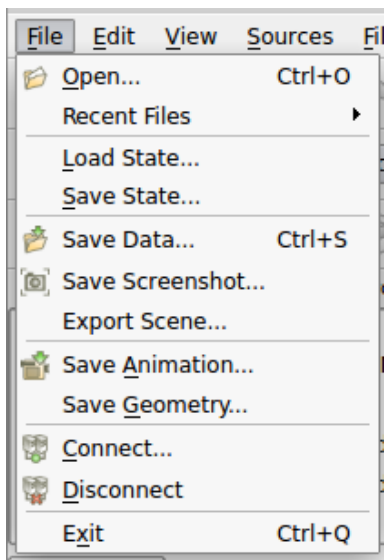 File Edit View Sources Fil
Open... Ctrl+O
Recent Files
Load State...
Save State...
Save Data... Ctrl+S
Save Screenshot...
Export Scene...
Save Animation...
Save Geometry...
Connect...
Disconnect
Exit Ctrl+Q